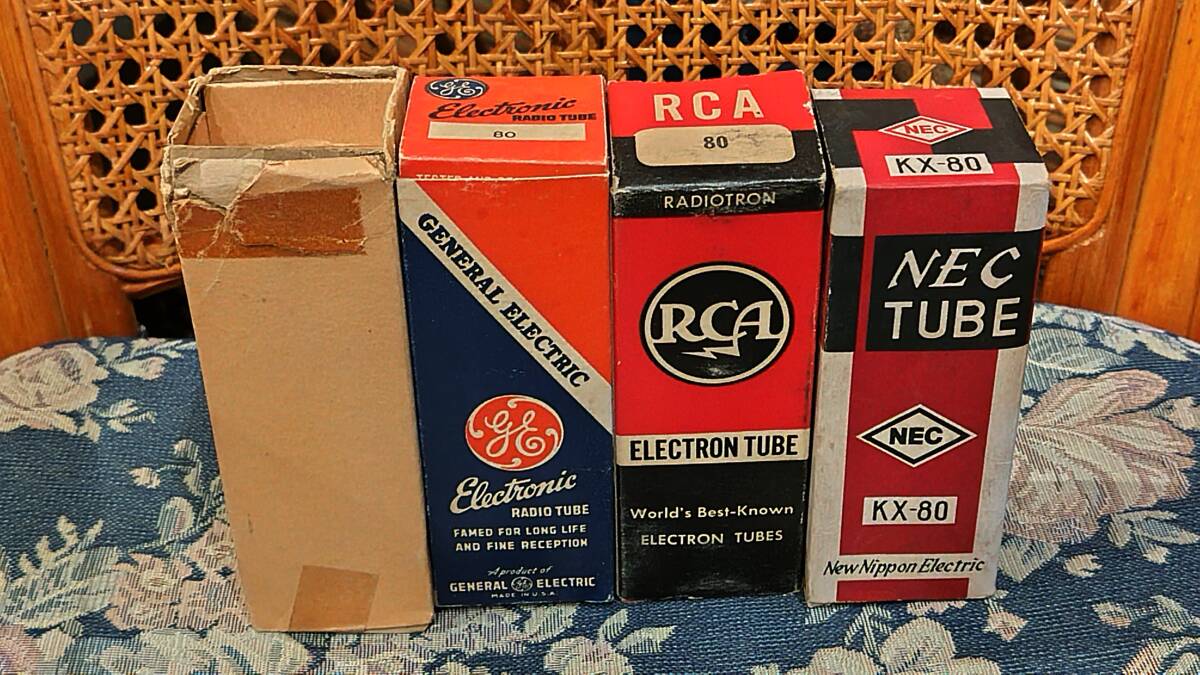 GE
Electronic
RADIO TUBE
80
GENERAL ELECTRIC
GE
Electronic
RADIO TUBE
FAMED FOR LONG LIFE
AND FINE RECEPTION
A product of
GENERAL GE ELECTRIC
MADE IN U.S.A.
RCA
80
RADIOTRON
RCA
ELECTRON TUBE
World's Best-Known
ELECTRON TUBES
NEC
KX-80
NEC
TUBE
NEC
KX-80
New Nippon Electric